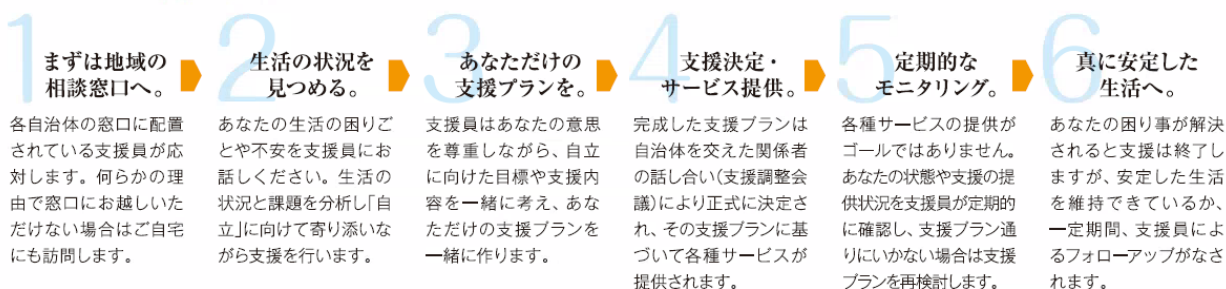 1
まずは地域の
相談窓口へ。
各自治体の窓口に配置
されている支援員が応
対します。何らかの理
由で窓口にお越しいた
だけない場合はご自宅
にも訪問します。
2
生活の状況を
見つめる。
あなたの生活の困りご
とや不安を支援員にお
話しください。生活の
状況と課題を分析し「自
立」に向けて寄り添いな
がら支援を行います。
3
あなただけの
支援プランを。
支援員はあなたの意思
を尊重しながら、自立
に向けた目標や支援内
容を一緒に考え、あな
ただけの支援プランを
一緒に作ります。
4
支援決定・
サービス提供。
完成した支援プランは
自治体を交えた関係者
の話し合い(支援調整会
議)により正式に決定さ
れ、その支援プランに基
づいて各種サービスが
提供されます。
5
定期的な
モニタリング。
各種サービスの提供が
ゴールではありません。
あなたの状態や支援の提
供状況を支援員が定期的
に確認し、支援プラン通
りにいかない場合は支援
プランを再検討します。
6
真に安定した
生活へ。
あなたの困り事が解決
されると支援は終了し
ますが、安定した生活
を維持できているか、
一定期間、支援員によ
るフォローアップがなさ
れます。